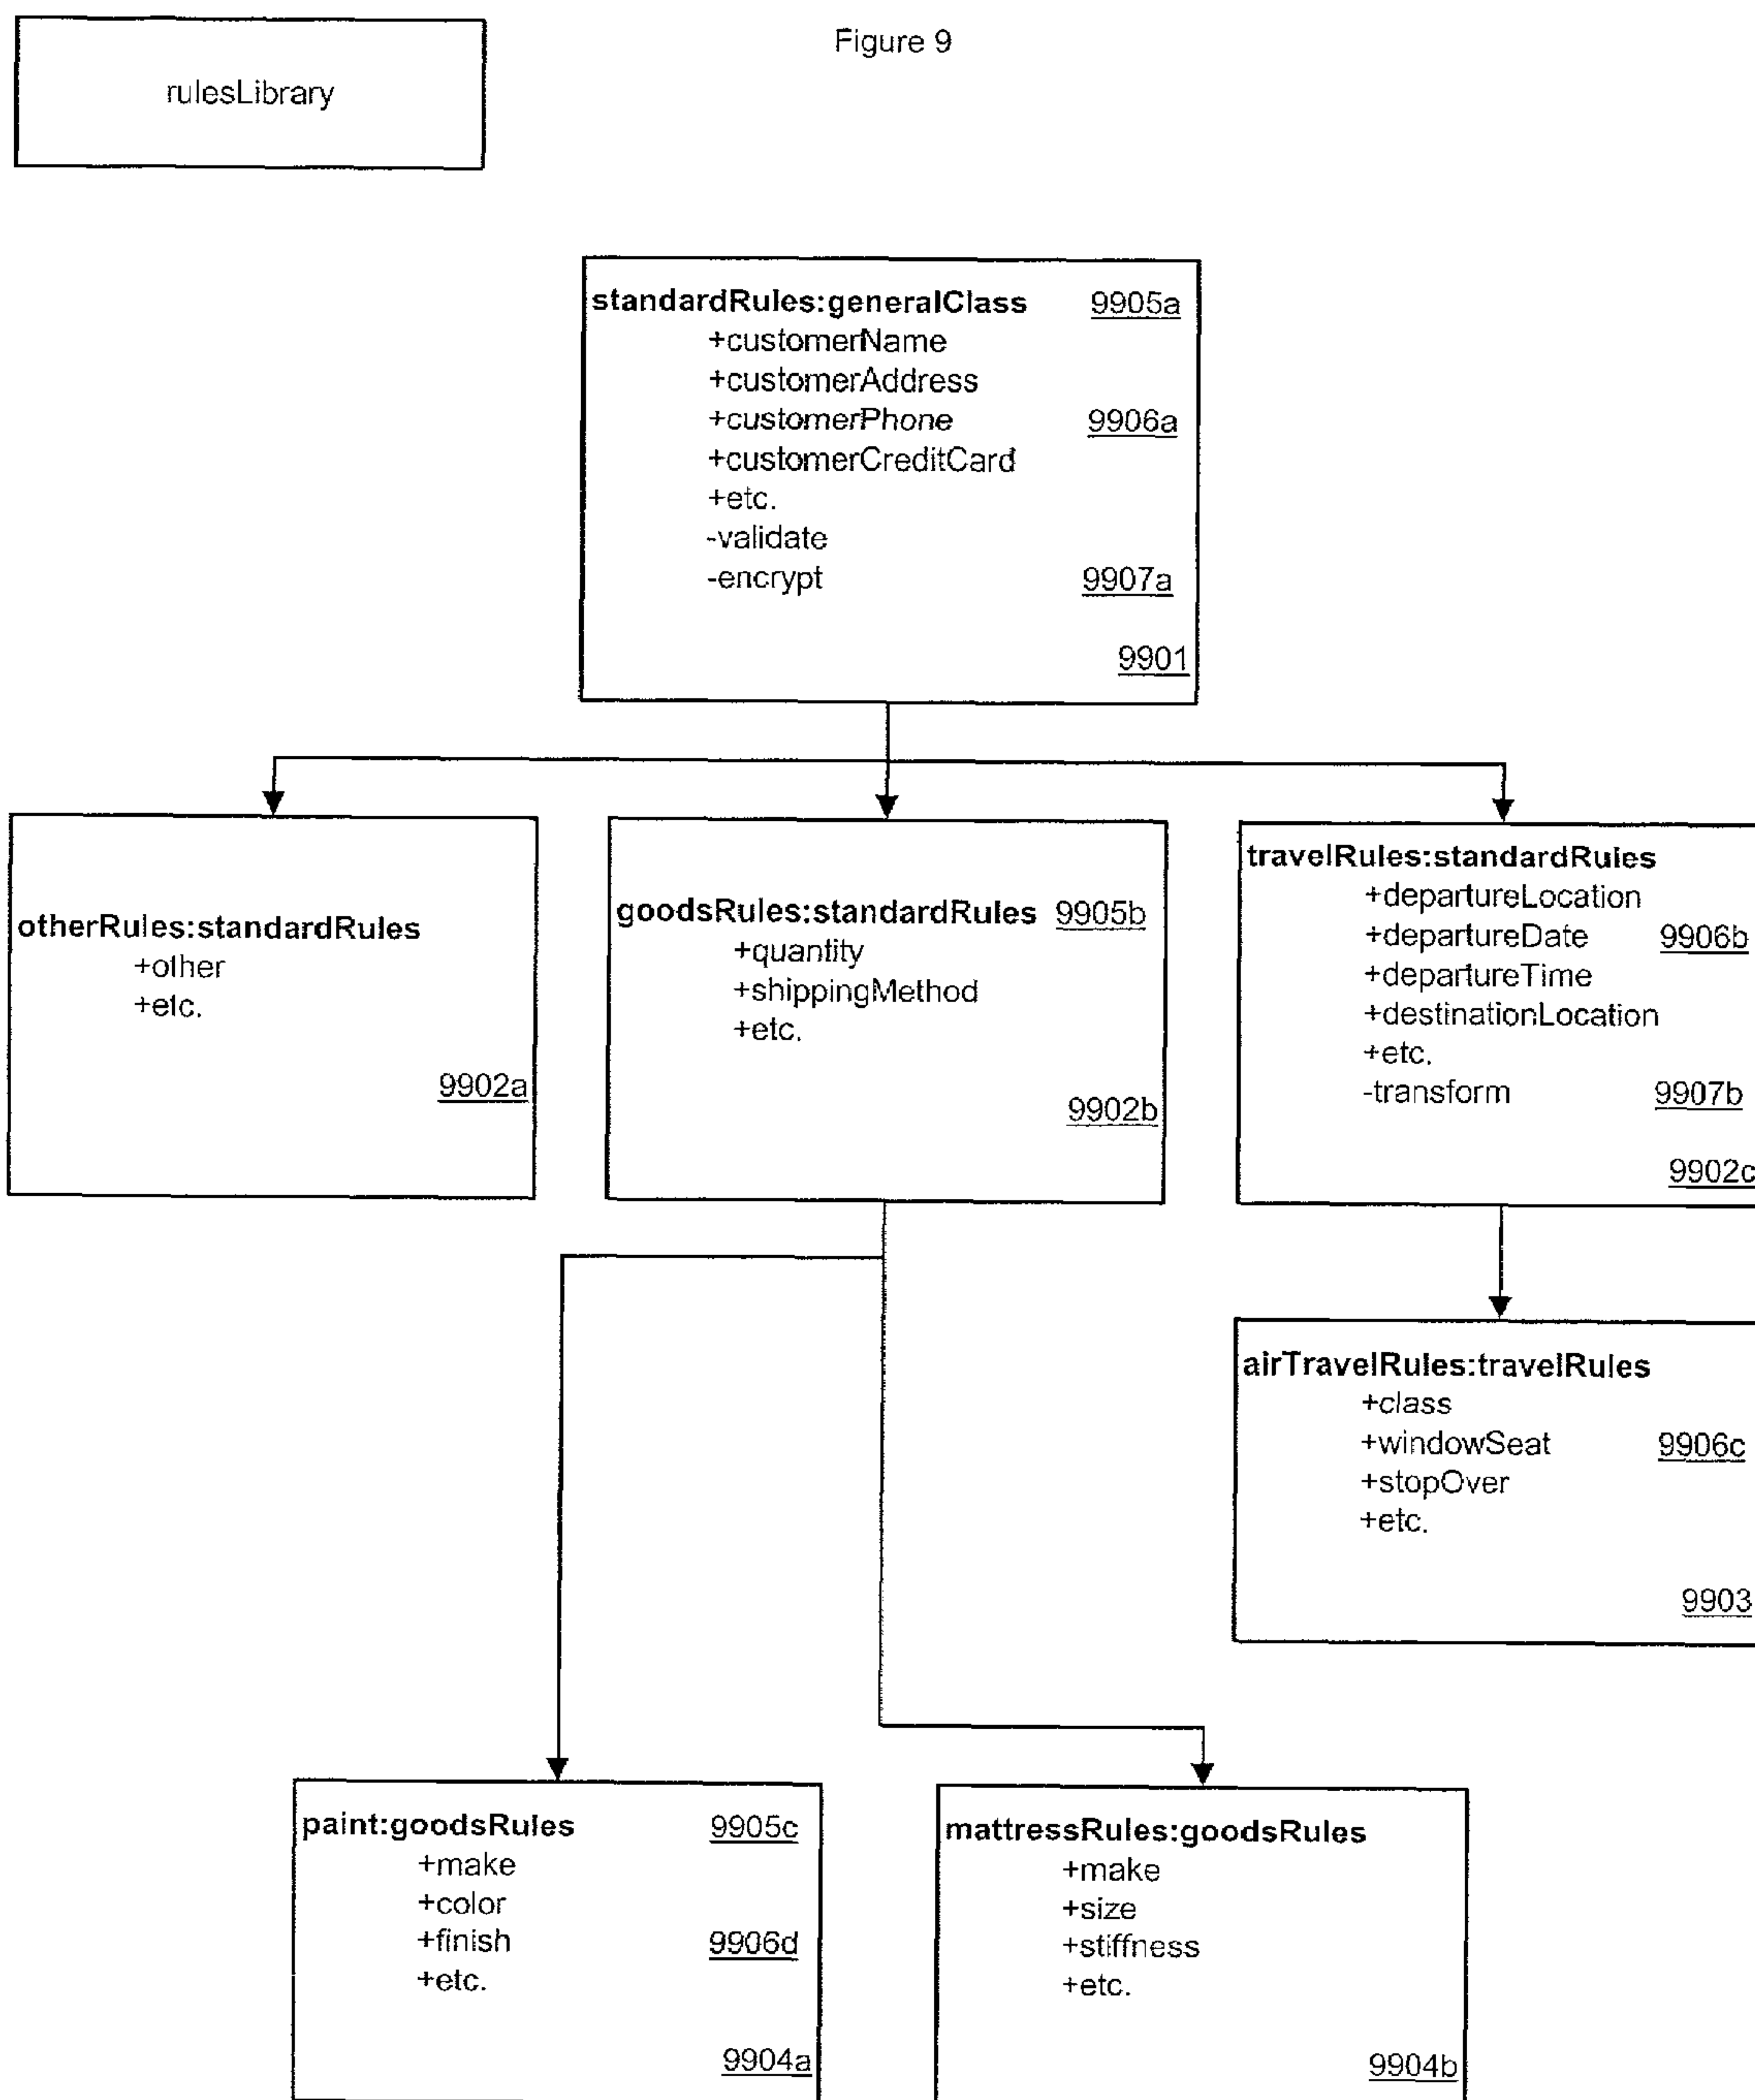 Figure 9
rulesLibrary
standardRules:generalClass 9905a
+customerName
+customerAddress
+customerPhone 9906a
+customerCreditCard
+etc.
-validate
-encrypt 9907a
9901
otherRules:standardRules
+other
+etc.
9902a
goodsRules:standardRules 9905b
+quantity
+shippingMethod
+etc.
9902b
travelRules:standardRules
+departureLocation
+departureDate 9906b
+departureTime
+destinationLocation
+etc.
-transform 9907b
9902c
airTravelRules:travelRules
+class
+windowSeat 9906c
+stopOver
+etc.
9903
paint:goodsRules 9905c
+make
+color
+finish 9906d
+etc.
9904a
mattressRules:goodsRules
+make
+size
+stiffness
+etc.
9904b